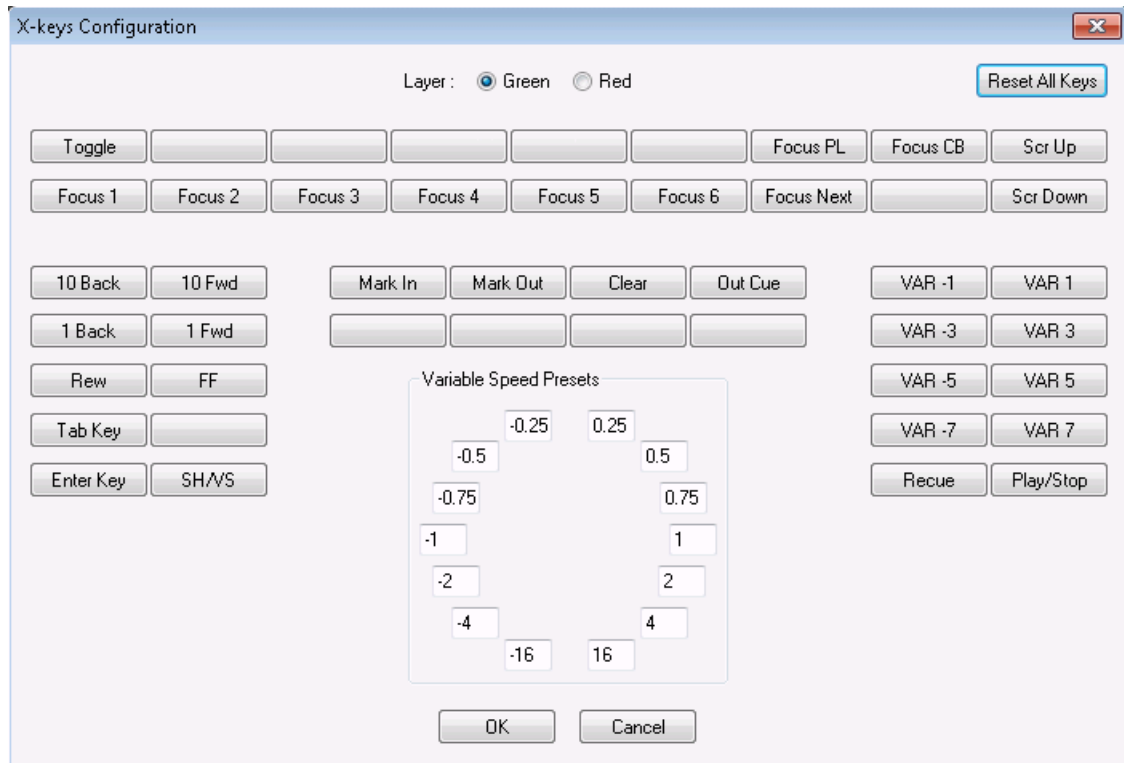 X-keys Configuration
Layer : Green Red Reset All Keys
Toggle Focus PL Focus CB Scr Up
Focus 1 Focus 2 Focus 3 Focus 4 Focus 5 Focus 6 Focus Next Scr Down
10 Back 10 Fwd Mark In Mark Out Clear Out Cue VAR -1 VAR 1
1 Back 1 Fwd VAR -3 VAR 3
Rew FF Variable Speed Presets VAR -5 VAR 5
Tab Key -0.25 0.25 VAR -7 VAR 7
-0.5 0.5
Enter Key SH/VS Recue Play/Stop
-0.75 0.75
-1 1
-2 2
-4 4
-16 16
OK Cancel